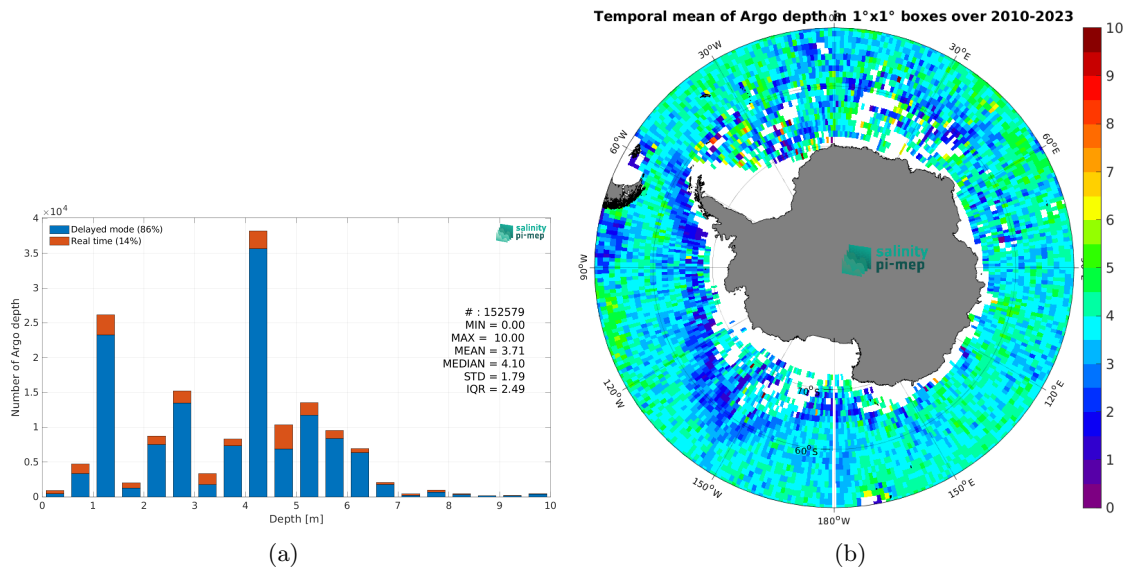 Temporal mean of Argo depth in 1°x1° boxes over 2010-2023
×10⁴
4
3.5
3
2.5
2
1.5
1
0.5
0
Number of Argo depth
Delayed mode (86%)
Real time (14%)
salinity
pi-mep
# : 152579
MIN = 0.00
MAX = 10.00
MEAN = 3.71
MEDIAN = 4.10
STD = 1.79
IQR = 2.49
0 1 2 3 4 5 6 7 8 9 10
Depth [m]
(a)
30°W
30°E
60°W
60°E
90°W
120°W
120°E
150°W
150°E
180°W
70°S
60°S
salinity
pi-mep
10
9
8
7
6
5
4
3
2
1
0
(b)